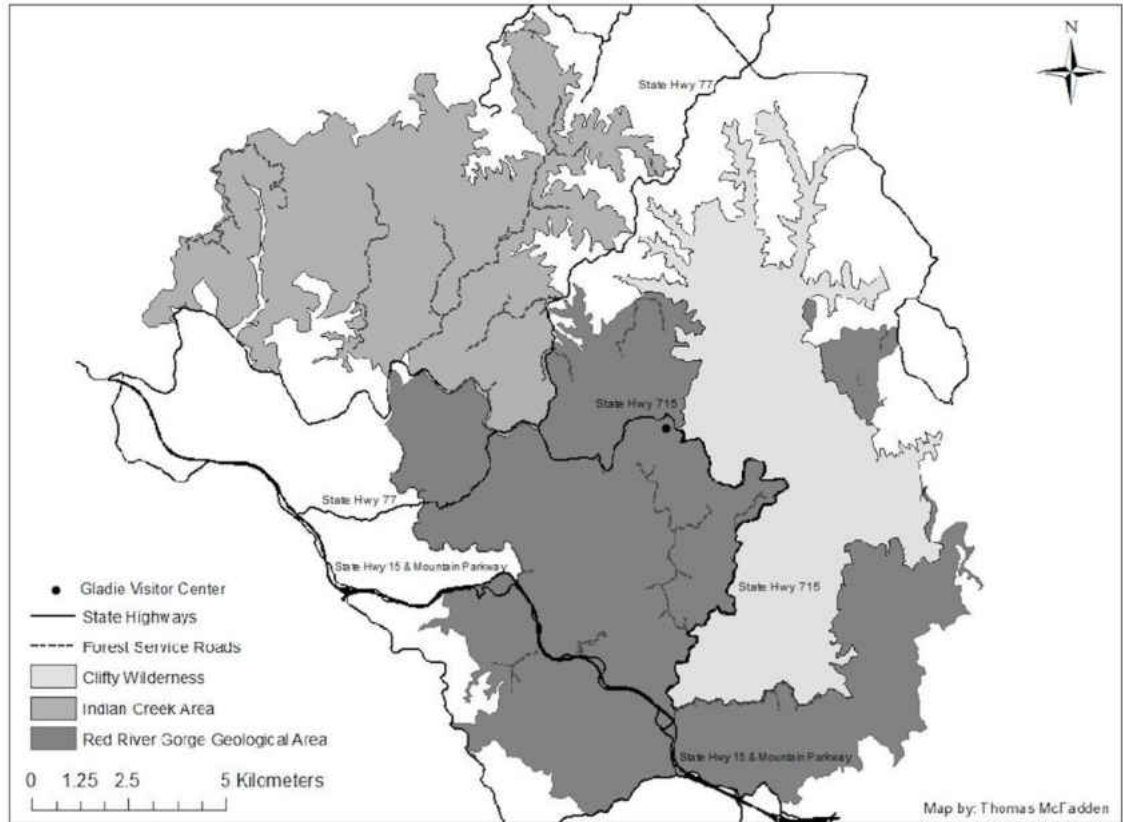 N
State Hwy 77
State Hwy 715
State Hwy 77
State Hwy 15 & Mountain Parkway
State Hwy 715
Gladie Visitor Center
State Highways
Forest Service Roads
Clifty Wilderness
Indian Creek Area
Red River Gorge Geological Area
State Hwy 15 & Mountain Parkway
0 1.25 2.5 5 Kilometers
Map by: Thomas McFadden